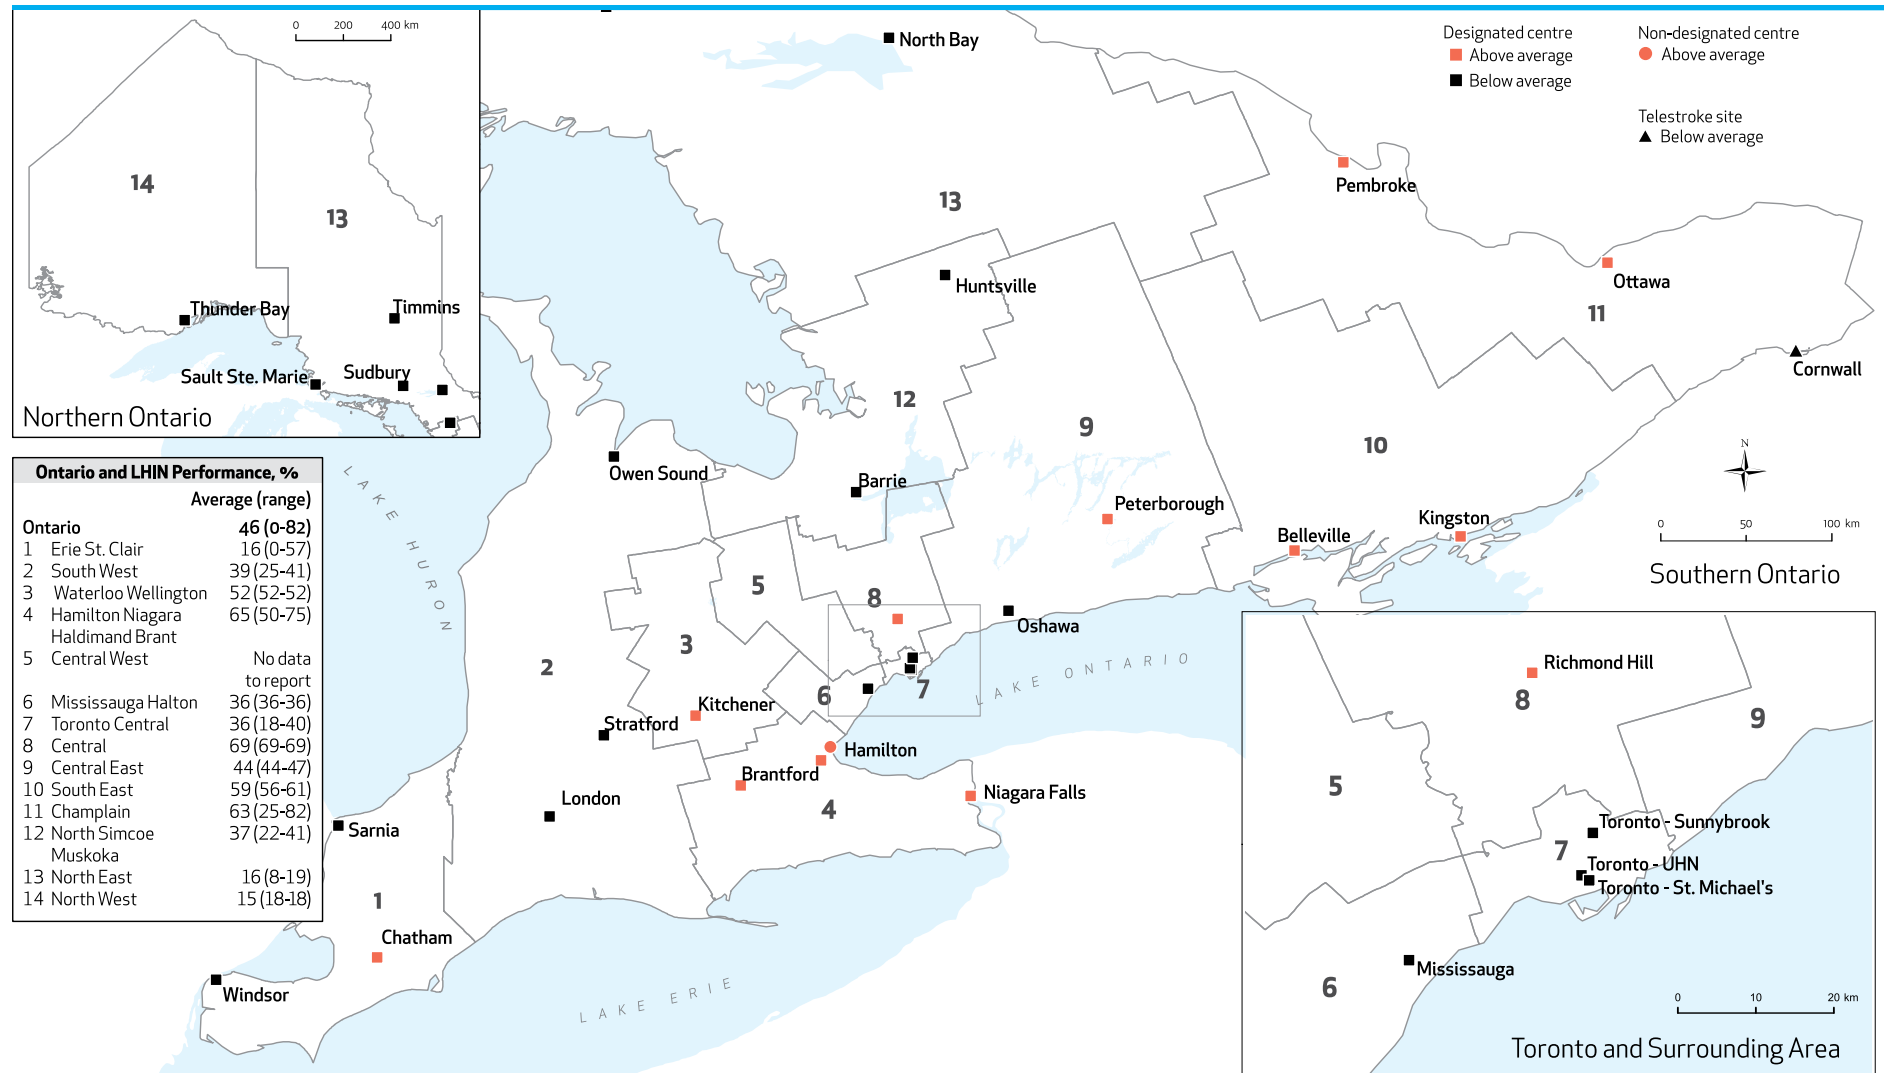 0 200 400 km
14
13
Thunder Bay
Timmins
Sault Ste. Marie
Sudbury
Northern Ontario
Ontario and LHIN Performance, %
Average (range)
Ontario 46 (0-82)
1 Erie St. Clair 16 (0-57)
2 South West 39 (25-41)
3 Waterloo Wellington 52 (52-52)
4 Hamilton Niagara 65 (50-75)
Haldimand Brant
5 Central West No data
to report
6 Mississauga Halton 36 (36-36)
7 Toronto Central 36 (18-40)
8 Central 69 (69-69)
9 Central East 44 (44-47)
10 South East 59 (56-61)
11 Champlain 63 (25-82)
12 North Simcoe 37 (22-41)
Muskoka
13 North East 16 (8-19)
14 North West 15 (18-18)
Designated centre
Above average
Below average
Non-designated centre
Above average
Telestroke site
Below average
North Bay
Pembroke
13
Huntsville
Ottawa
11
Cornwall
12
9
10
Owen Sound
Barrie
Peterborough
Belleville
Kingston
N
0 50 100 km
Southern Ontario
LAKE HURON
5
8
Oshawa
3
2
6
7
LAKE ONTARIO
Kitchener
Stratford
Hamilton
Brantford
Niagara Falls
4
London
Sarnia
1
Chatham
Windsor
LAKE ERIE
Richmond Hill
8
9
5
Toronto - Sunnybrook
7
Toronto - UHN
Toronto - St. Michael's
Mississauga
6
0 10 20 km
Toronto and Surrounding Area